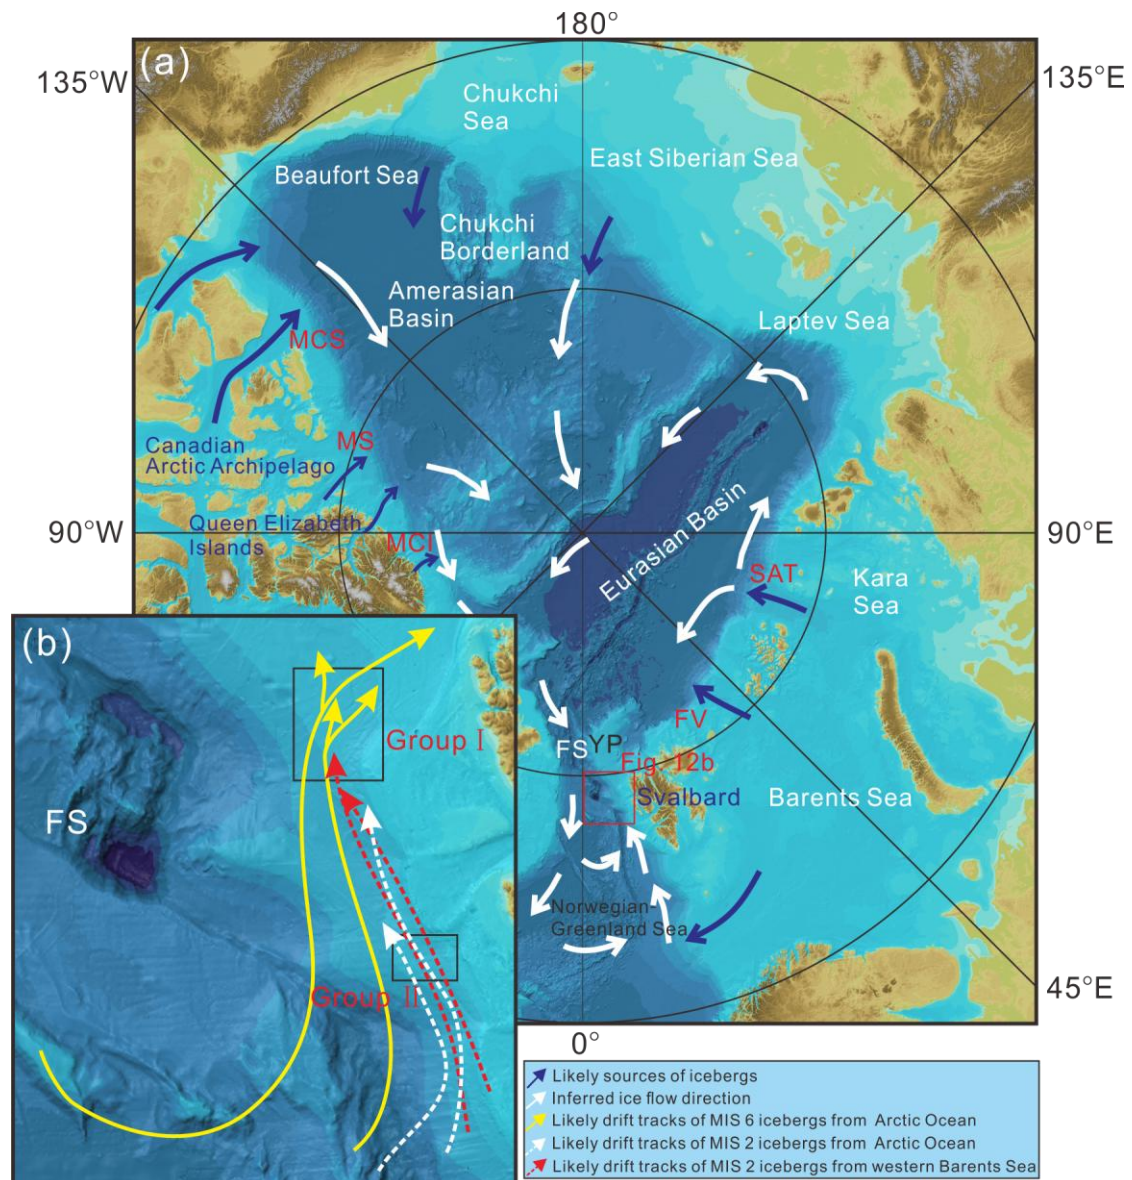 180°
135°W
(a)
135°E
Chukchi
Sea
East Siberian Sea
Beaufort Sea
Chukchi
Borderland
Amerasian
Basin
Laptev Sea
MCS
MS
Canadian
Arctic Archipelago
90°W
Queen Elizabeth
Islands
MCI
Eurasian Basin
90°E
SAT
Kara
Sea
FV
FS
YP
Fig. 12b
Svalbard
Barents Sea
Norwegian-
Greenland Sea
45°E
0°
(b)
Group Ⅰ
FS
Group Ⅱ
Likely sources of icebergs
Inferred ice flow direction
Likely drift tracks of MIS 6 icebergs from Arctic Ocean
Likely drift tracks of MIS 2 icebergs from Arctic Ocean
Likely drift tracks of MIS 2 icebergs from western Barents Sea